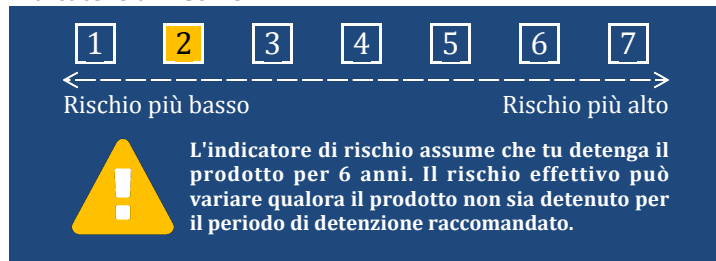 1 2 3 4 5 6 7
Rischio più basso Rischio più alto
L'indicatore di rischio assume che tu detenga il
prodotto per 6 anni. Il rischio effettivo può
variare qualora il prodotto non sia detenuto per
il periodo di detenzione raccomandato.